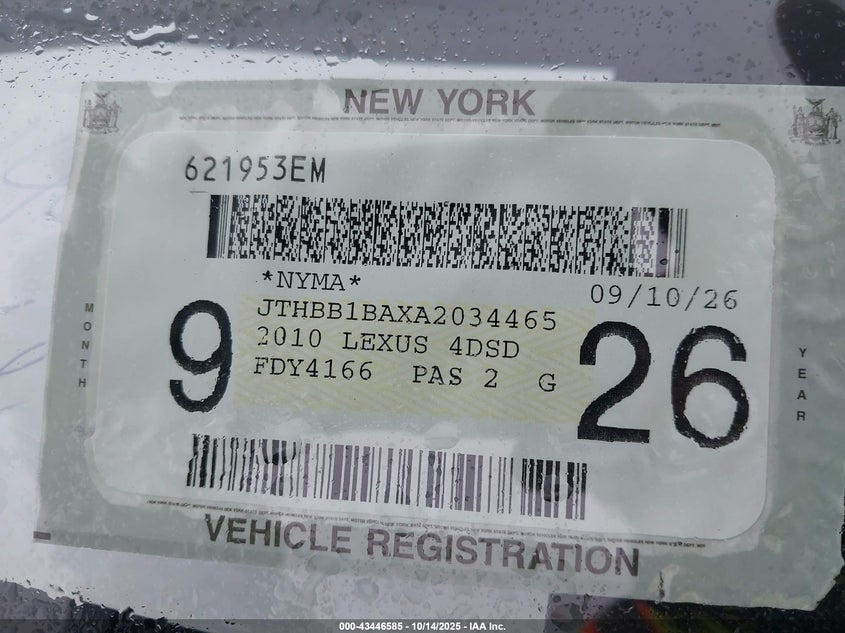 NEW YORK
621953EM
*NYMA*
09/10/26
JTHBB1BAXA2034465
2010 LEXUS 4DSD
FDY4166 PAS 2 G
MONTH
9
26
YEAR
VEHICLE REGISTRATION
000-43446585 - 10/14/2025 - IAA Inc.